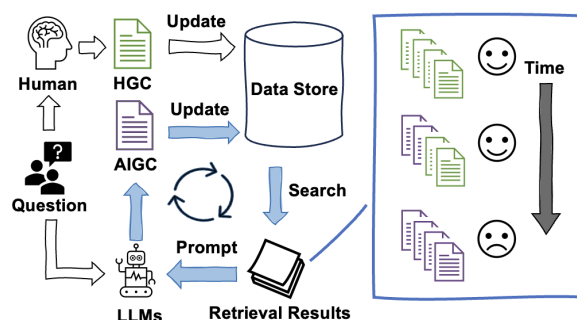 Update
Human
HGC
Data Store
Time
?
Update
AIGC
Question
Search
Prompt
LLMs
Retrieval Results